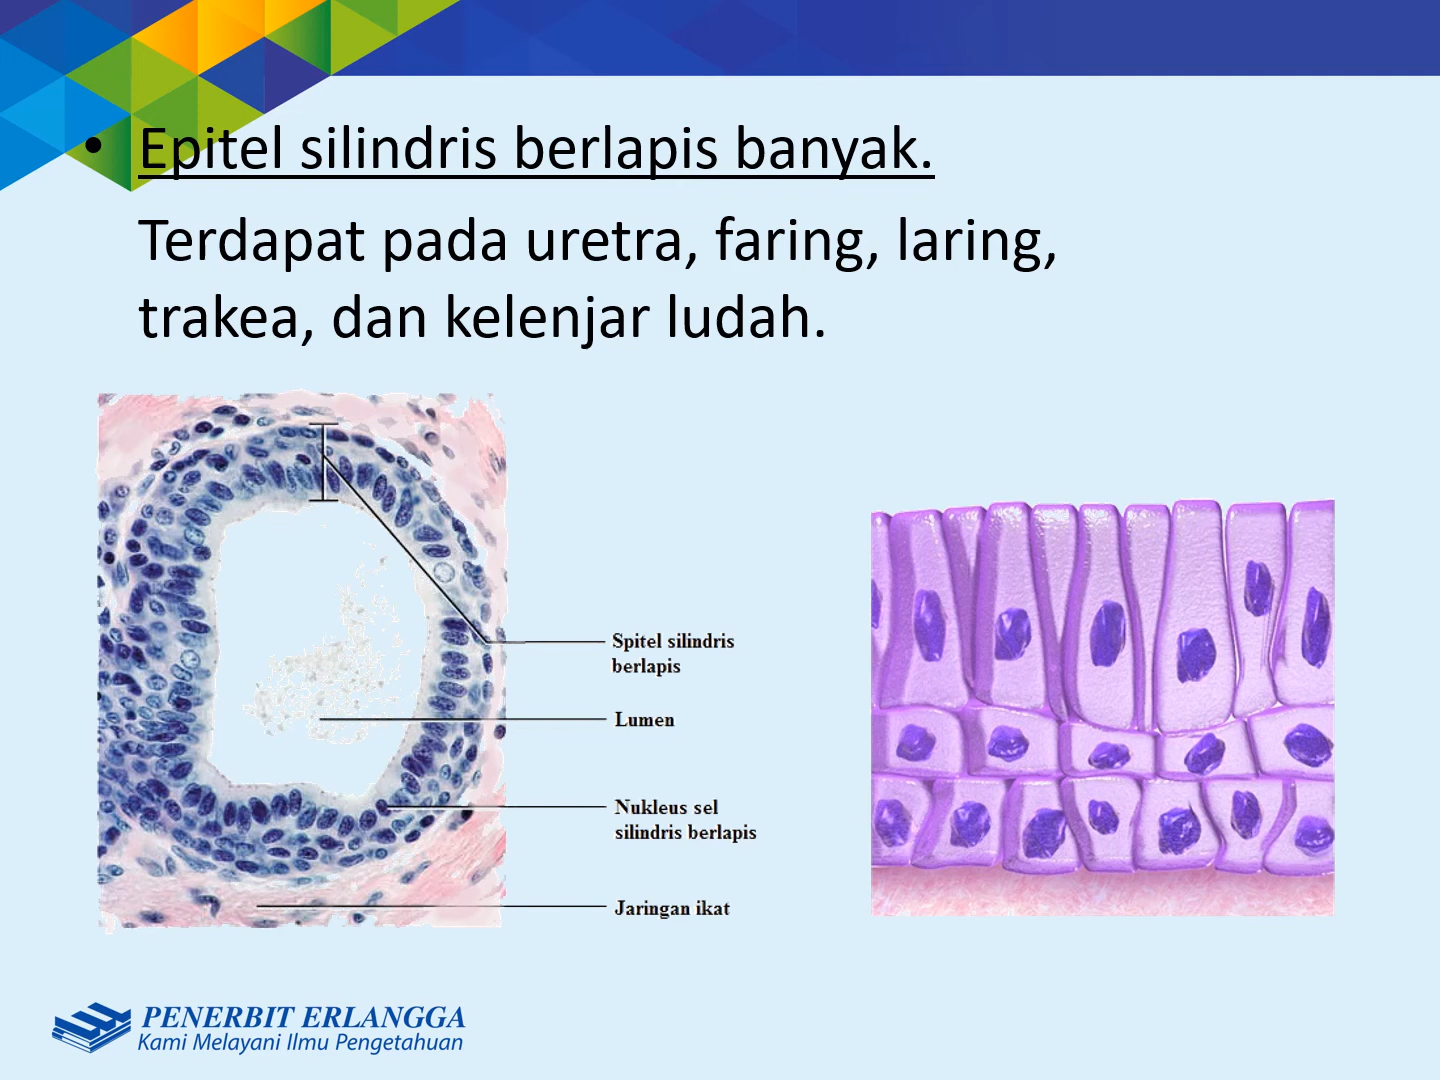 • Epitel silindris berlapis banyak.
Terdapat pada uretra, faring, laring,
trakea, dan kelenjar ludah.
Spitel silindris
berlapis
Lumen
Nukleus sel
silindris berlapis
Jaringan ikat
PENERBIT ERLANGGA
Kami Melayani Ilmu Pengetahuan